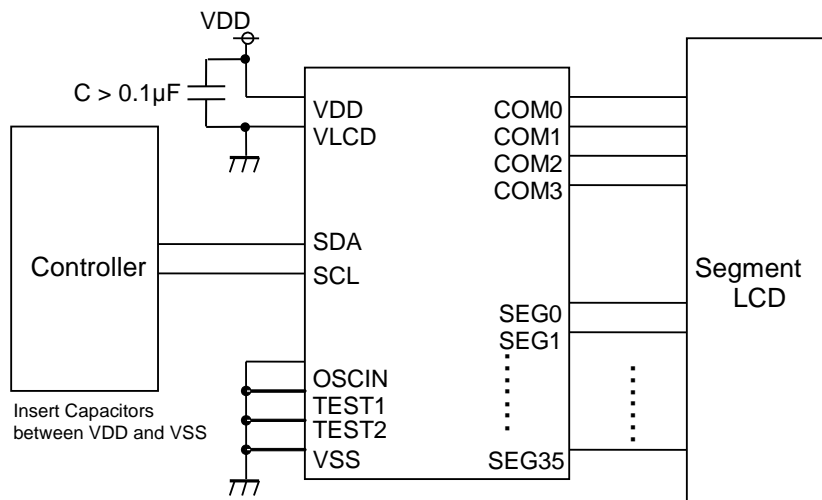 VDD
C > 0.1µF
VDD
VLCD
SDA
SCL
OSCIN
TEST1
TEST2
VSS
COM0
COM1
COM2
COM3
SEG0
SEG1
SEG35
Controller
Insert Capacitors
between VDD and VSS
Segment
LCD